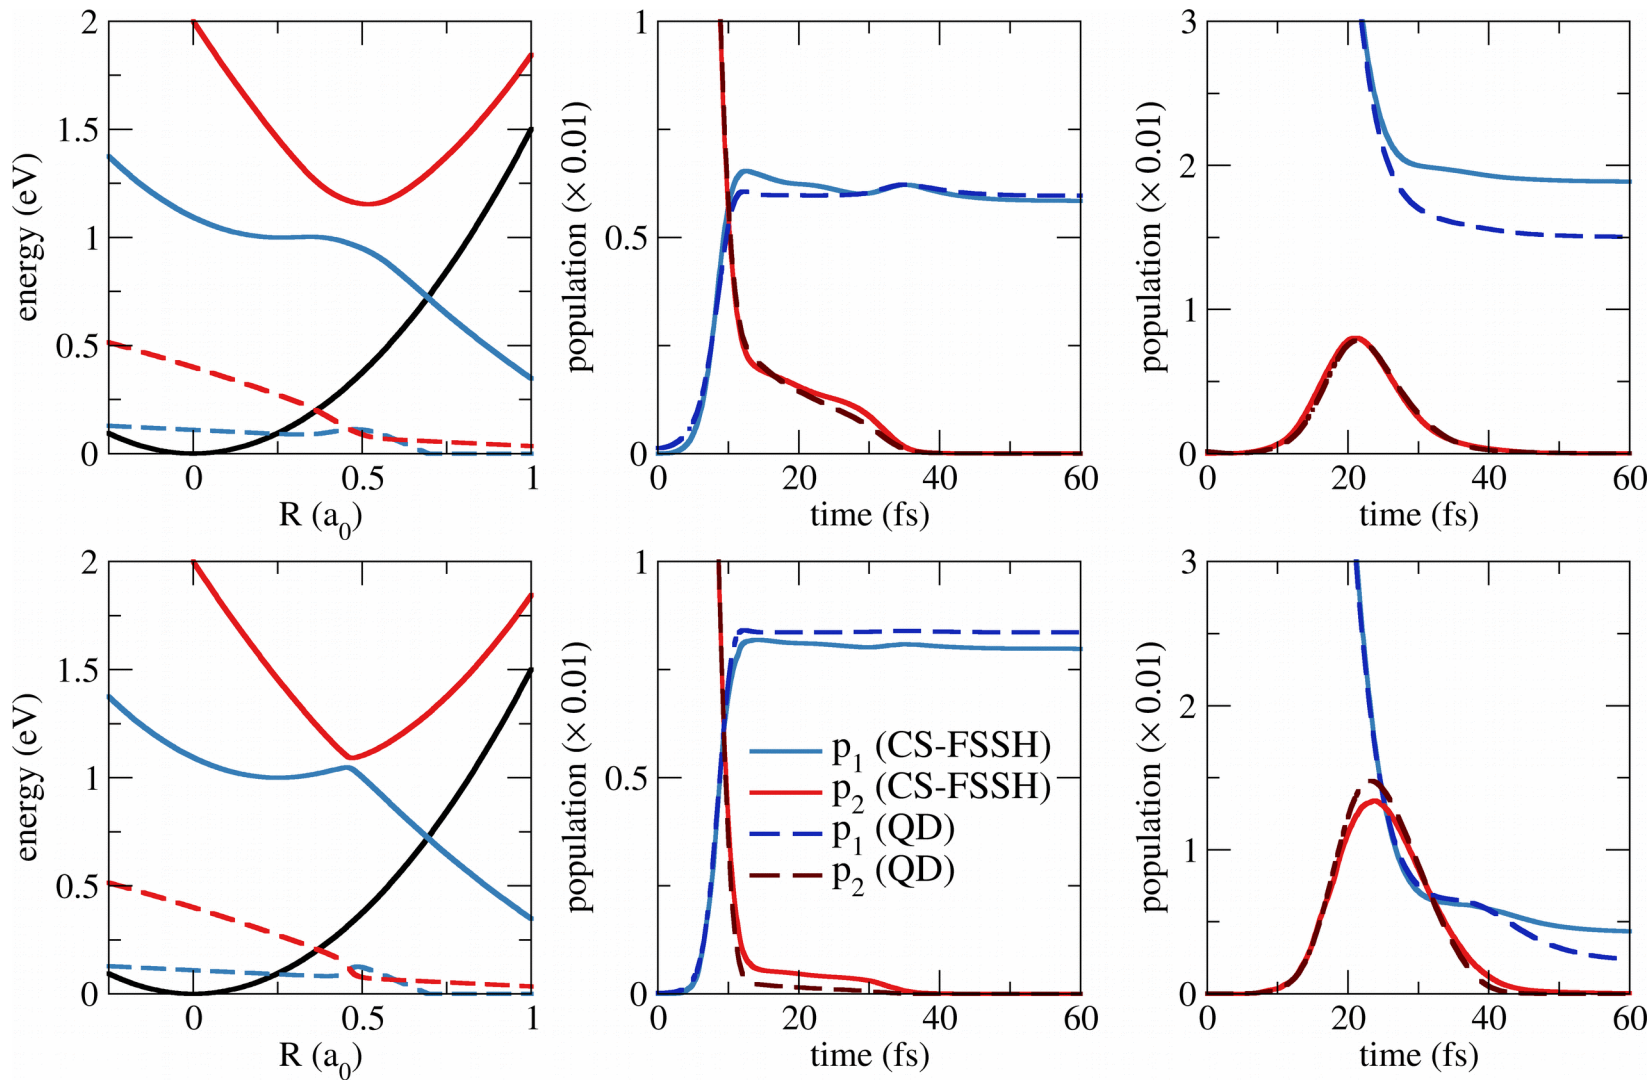 2
1.5
1
0.5
0
energy (eV)
0
0.5
1
R (a0)
1
0.5
0
population (× 0.01)
0
20
40
60
time (fs)
3
2
1
0
population (× 0.01)
0
20
40
60
time (fs)
2
1.5
1
0.5
0
energy (eV)
0
0.5
1
R (a0)
1
0.5
0
population (× 0.01)
p1 (CS-FSSH)
p2 (CS-FSSH)
p1 (QD)
p2 (QD)
0
20
40
60
time (fs)
3
2
1
0
population (× 0.01)
0
20
40
60
time (fs)